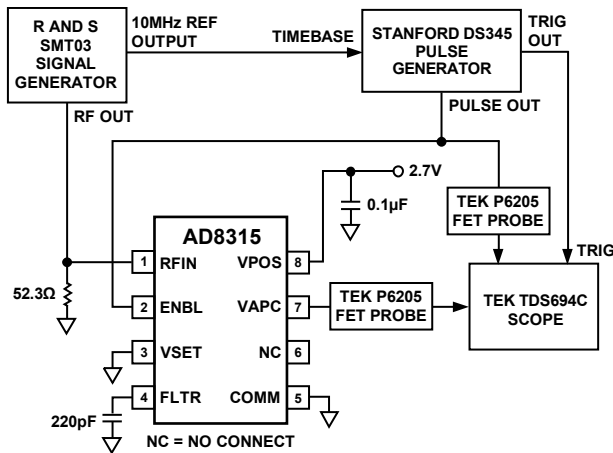 R AND S
SMT03
SIGNAL
GENERATOR
10MHz REF
OUTPUT
TIMEBASE
STANFORD DS345
PULSE
GENERATOR
TRIG
OUT
RF OUT
PULSE OUT
2.7V
0.1µF
TEK P6205
FET PROBE
TRIG
AD8315
1 RFIN
VPOS 8
52.3Ω
2 ENBL
VAPC 7
TEK P6205
FET PROBE
TEK TDS694C
SCOPE
3 VSET
NC 6
4 FLTR
COMM 5
220pF
NC = NO CONNECT